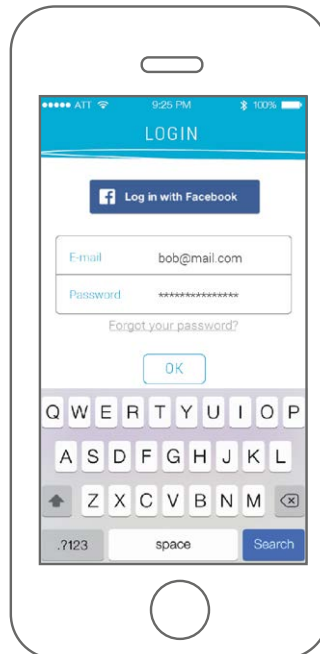 ATT 9:25 PM 100%
LOGIN
f Log in with Facebook
E-mail bob@mail.com
Password ***************
Forgot your password?
OK
Q W E R T Y U I O P
A S D F G H J K L
Z X C V B N M
.?123 space Search